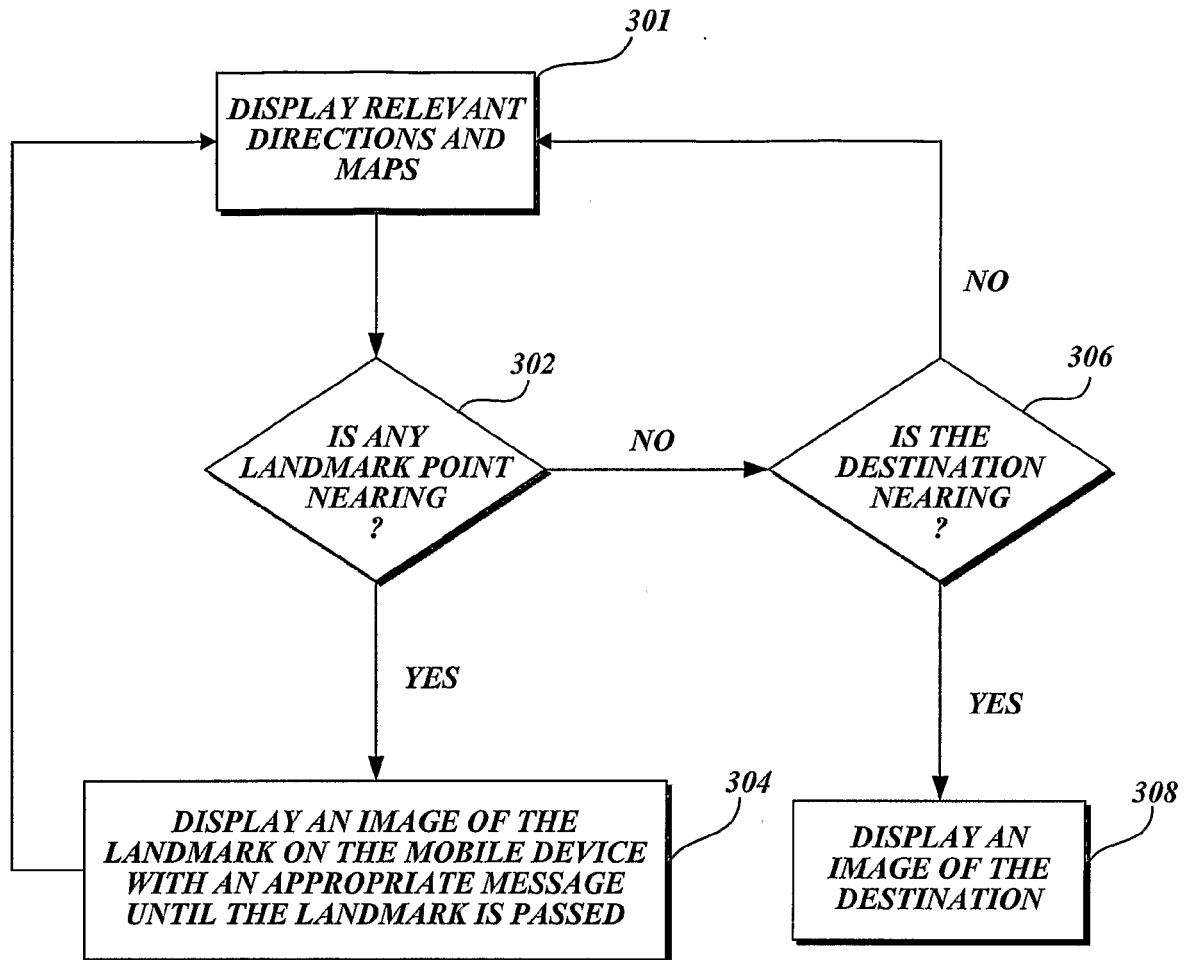 301
DISPLAY RELEVANT
DIRECTIONS AND
MAPS
NO
302
306
IS ANY
LANDMARK POINT
NEARING
?
NO
IS THE
DESTINATION
NEARING
?
YES
YES
304
308
DISPLAY AN IMAGE OF THE
LANDMARK ON THE MOBILE DEVICE
WITH AN APPROPRIATE MESSAGE
UNTIL THE LANDMARK IS PASSED
DISPLAY AN
IMAGE OF THE
DESTINATION